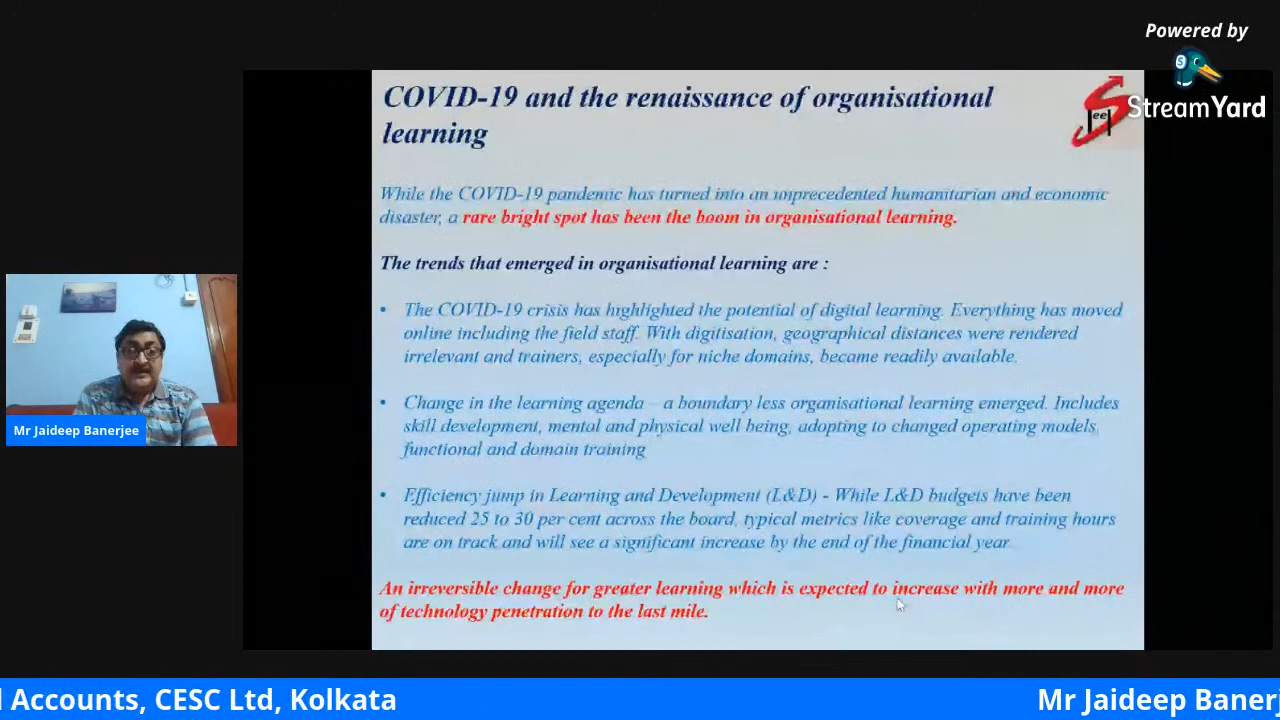 Powered by
StreamYard
COVID-19 and the renaissance of organisational
learning
While the COVID-19 pandemic has turned into an unprecedented humanitarian and economic
disaster, a rare bright spot has been the boom in organisational learning.
The trends that emerged in organisational learning are :
• The COVID-19 crisis has highlighted the potential of digital learning. Everything has moved
online including the field staff. With digitisation, geographical distances were rendered
irrelevant and trainers, especially for niche domains, became readily available.
• Change in the learning agenda – a boundary less organisational learning emerged. Includes
skill development, mental and physical well being, adopting to changed operating models,
functional and domain training
• Efficiency jump in Learning and Development (L&D) - While L&D budgets have been
reduced 25 to 30 per cent across the board, typical metrics like coverage and training hours
are on track and will see a significant increase by the end of the financial year.
An irreversible change for greater learning which is expected to increase with more and more
of technology penetration to the last mile.
Mr Jaideep Banerjee
Accounts, CESC Ltd, Kolkata
Mr Jaideep Banerj